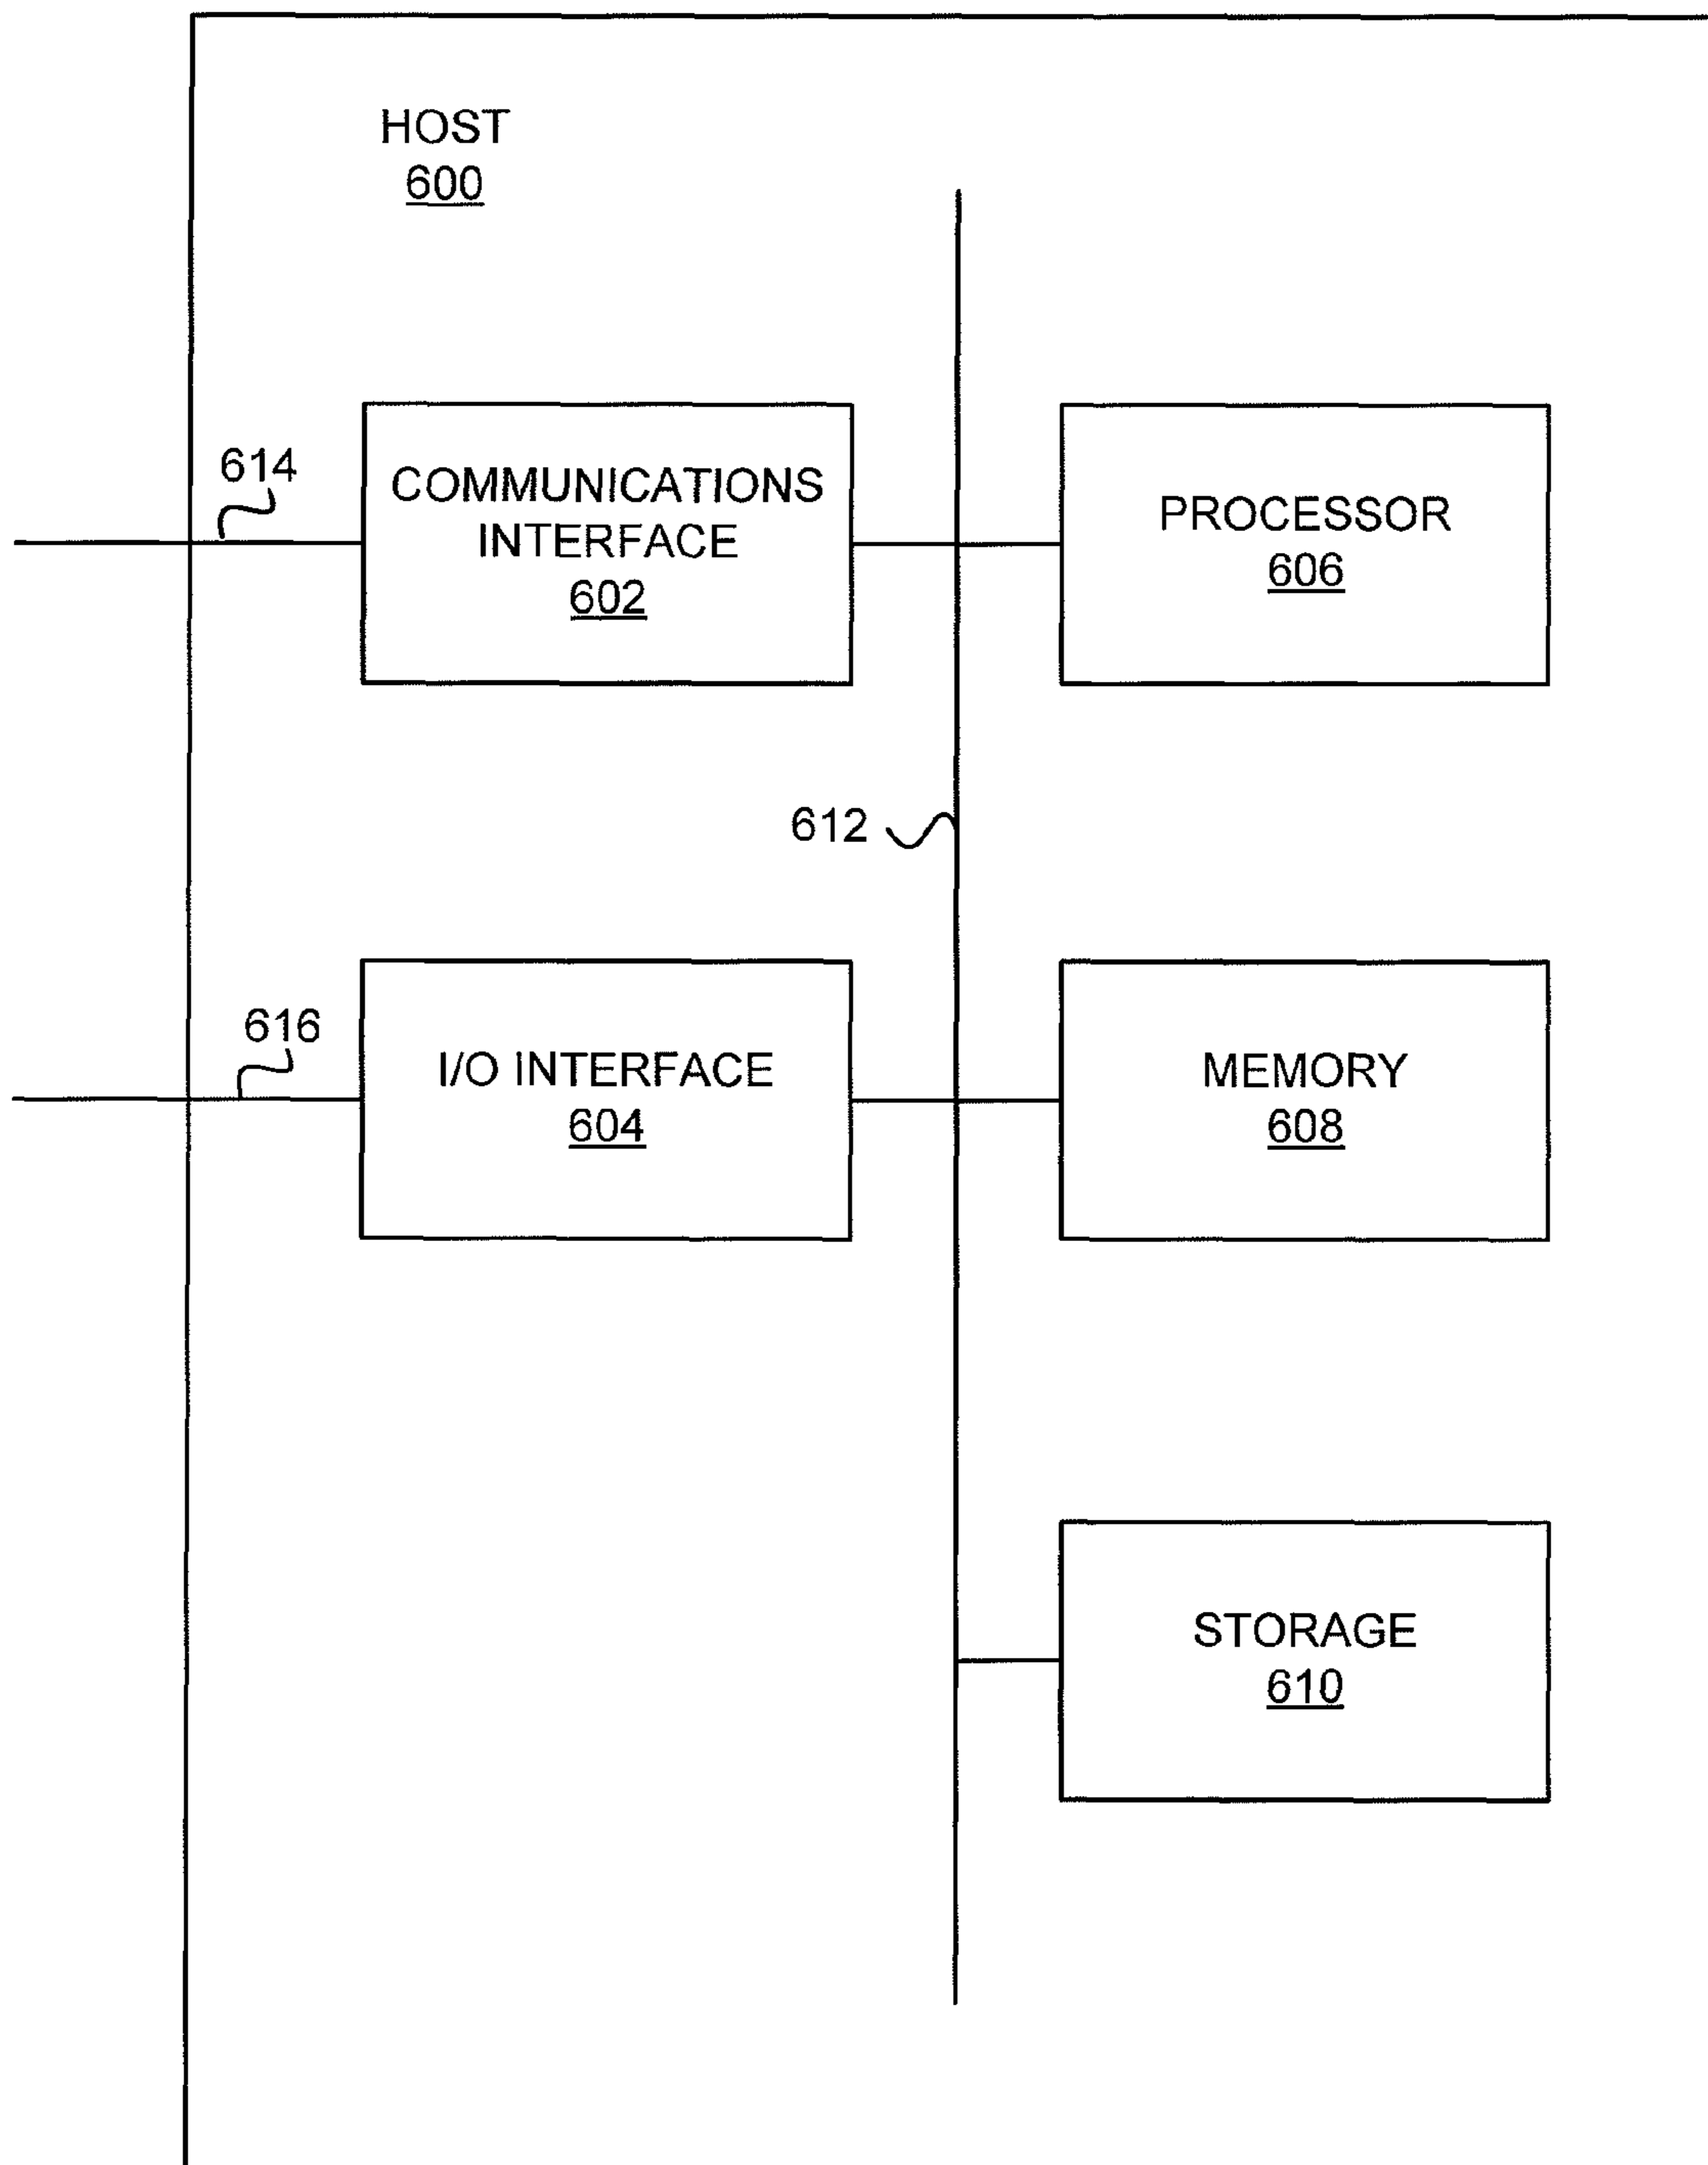 HOST
600
614
COMMUNICATIONS
INTERFACE
602
PROCESSOR
606
612
616
I/O INTERFACE
604
MEMORY
608
STORAGE
610